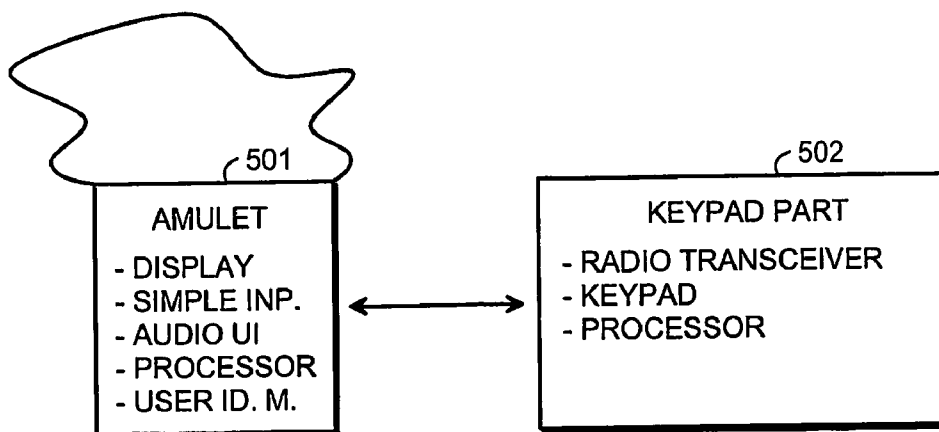 501
AMULET
- DISPLAY
- SIMPLE INP.
- AUDIO UI
- PROCESSOR
- USER ID. M.
502
KEYPAD PART
- RADIO TRANSCEIVER
- KEYPAD
- PROCESSOR